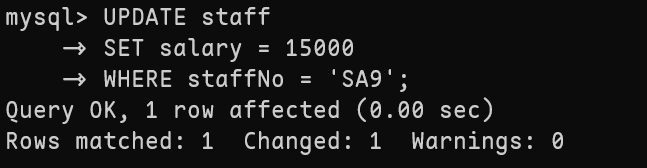 mysql> UPDATE staff
    -> SET salary = 15000
    -> WHERE staffNo = 'SA9';
Query OK, 1 row affected (0.00 sec)
Rows matched: 1  Changed: 1  Warnings: 0